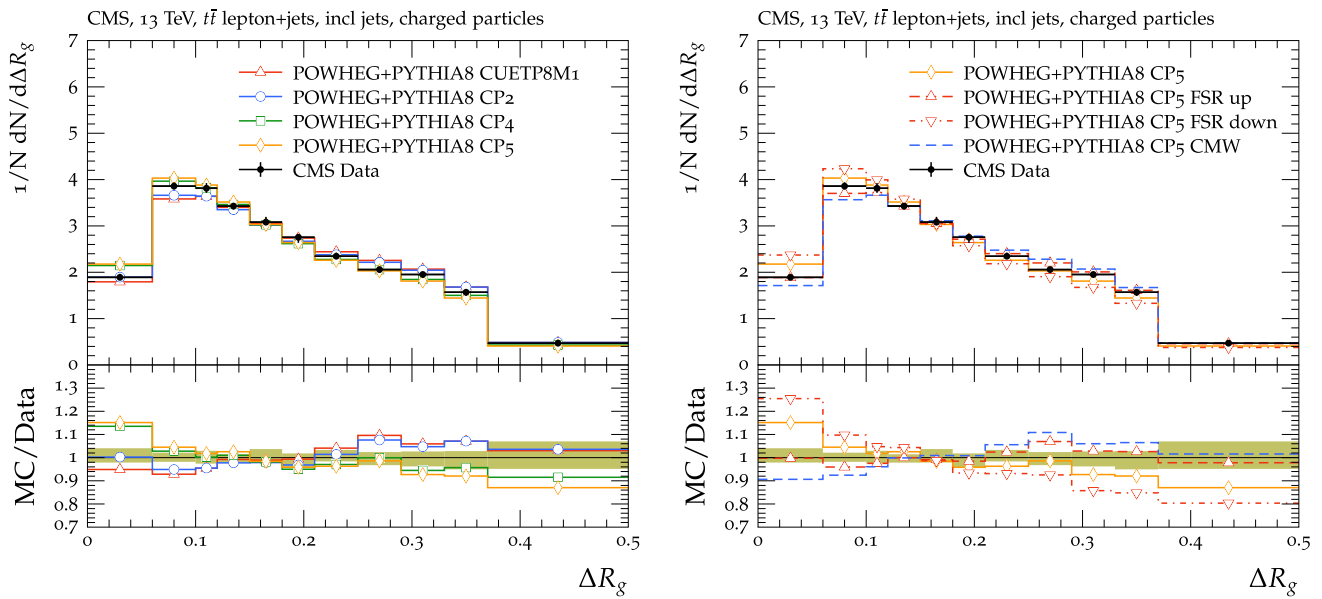 CMS, 13 TeV, tt̄ lepton+jets, incl jets, charged particles
1/N dN/dΔR_g
7
6
5
4
3
2
1
0
POWHEG+PYTHIA8 CUETP8M1
POWHEG+PYTHIA8 CP2
POWHEG+PYTHIA8 CP4
POWHEG+PYTHIA8 CP5
CMS Data
MC/Data
1.3
1.2
1.1
1
0.9
0.8
0.7
0 0.1 0.2 0.3 0.4 0.5
ΔR_g
CMS, 13 TeV, tt̄ lepton+jets, incl jets, charged particles
1/N dN/dΔR_g
7
6
5
4
3
2
1
0
POWHEG+PYTHIA8 CP5
POWHEG+PYTHIA8 CP5 FSR up
POWHEG+PYTHIA8 CP5 FSR down
POWHEG+PYTHIA8 CP5 CMW
CMS Data
MC/Data
1.3
1.2
1.1
1
0.9
0.8
0.7
0 0.1 0.2 0.3 0.4 0.5
ΔR_g